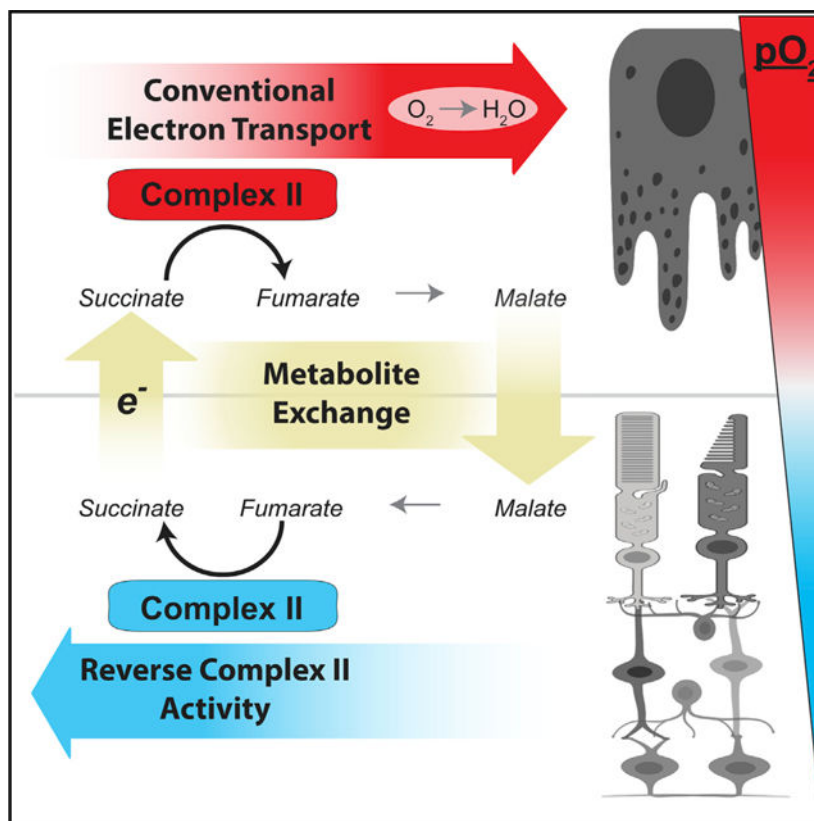 pO₂
Conventional
Electron Transport
O₂ → H₂O
Complex II
Succinate Fumarate → Malate
Metabolite
Exchange
e⁻
Succinate Fumarate ← Malate
Complex II
Reverse Complex II
Activity